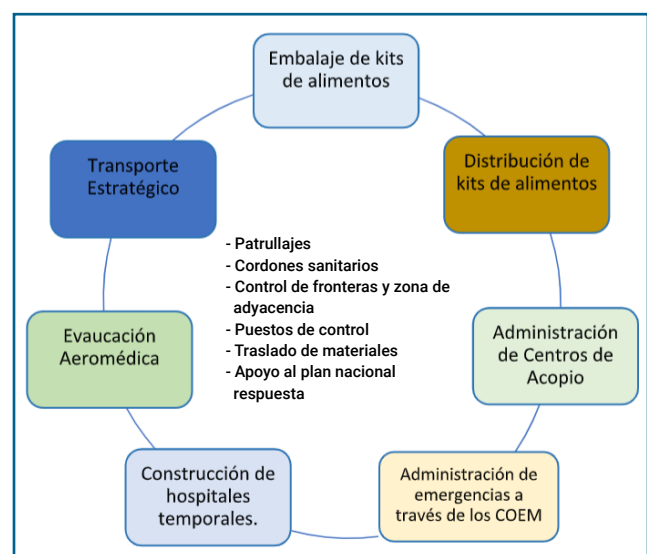 Embalaje de kits
de alimentos
Transporte
Estratégico
Distribución de
kits de alimentos
- Patrullajes
- Cordones sanitarios
- Control de fronteras y zona de
adyacencia
- Puestos de control
- Traslado de materiales
- Apoyo al plan nacional
respuesta
Evaucación
Aeromédica
Administración
de Centros de
Acopio
Construcción de
hospitales
temporales.
Administración de
emergencias a
través de los COEM